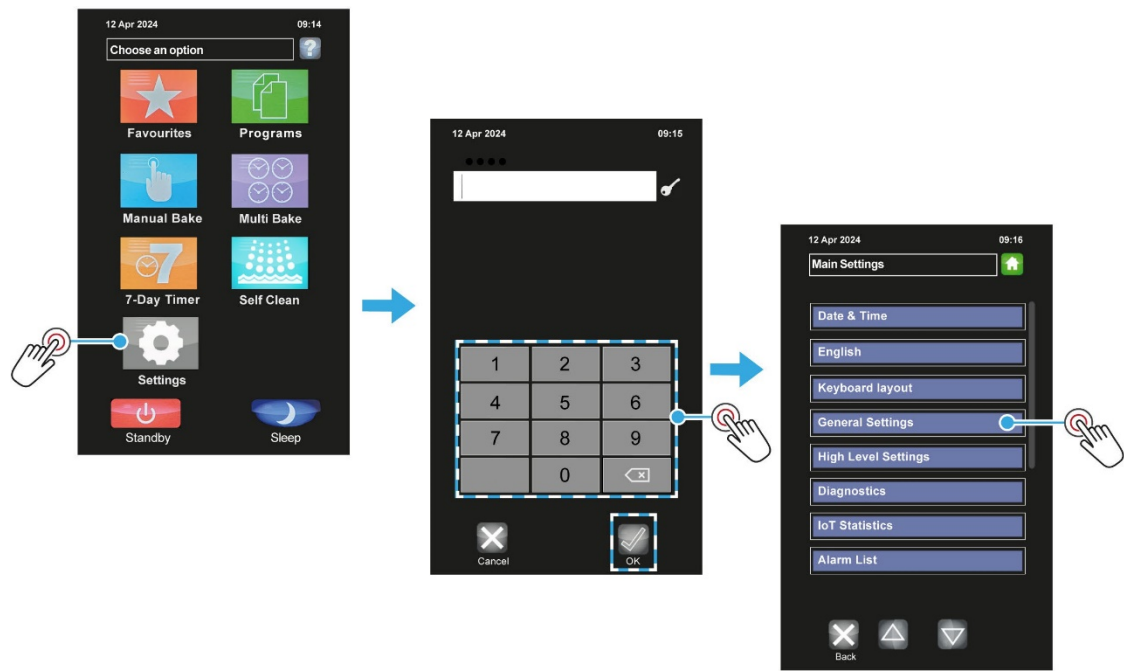 12 Apr 2024 09:14
Choose an option ?
Favourites Programs
Manual Bake Multi Bake
7
7-Day Timer Self Clean
Settings
Standby Sleep
12 Apr 2024 09:15
1 2 3
4 5 6
7 8 9
0
Cancel OK
12 Apr 2024 09:16
Main Settings
Date & Time
English
Keyboard layout
General Settings
High Level Settings
Diagnostics
IoT Statistics
Alarm List
Back